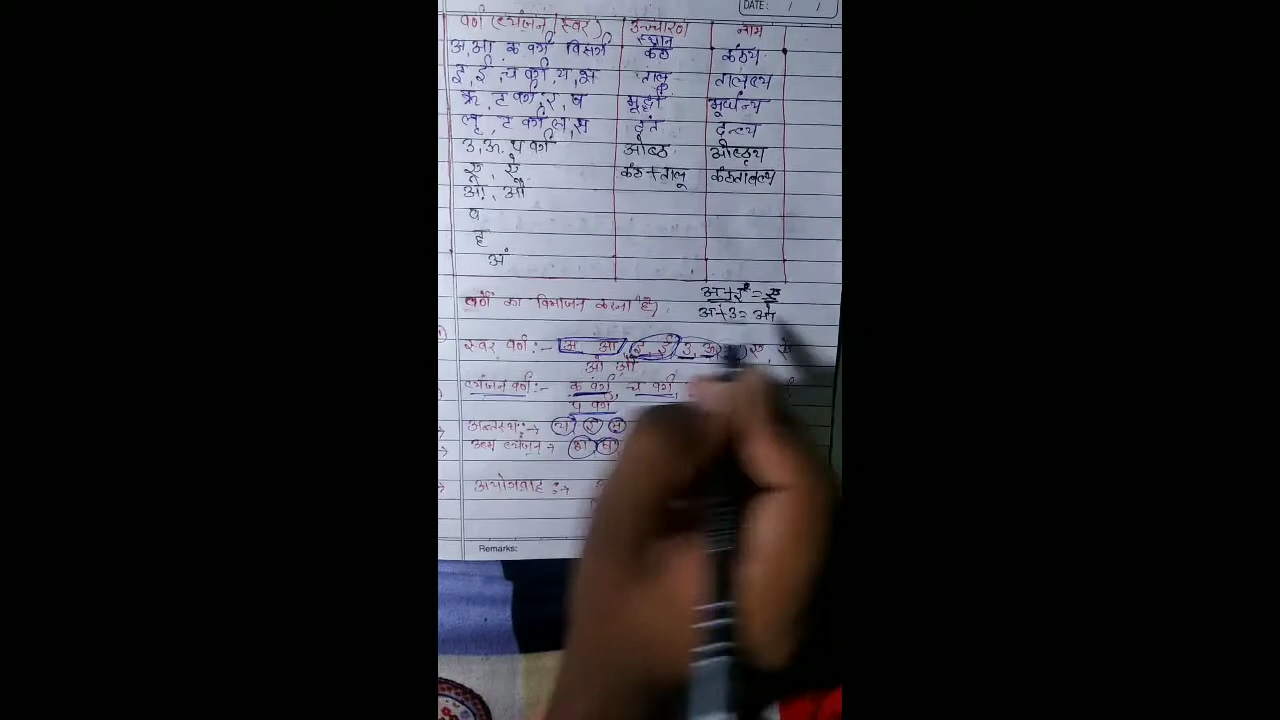 DATE: / /
वर्ण (व्यंजन/स्वर) उच्चारण स्थान नाम
अ,आ क वर्ग विसर्ग कंठ कंठ्य
इ,ई,च वर्ग,य,श तालु तालव्य
ऋ,ट वर्ग,र,ष मूर्द्धा मूर्धन्य
लृ,त वर्ग ल,स दंत दन्त्य
उ,ऊ,प वर्ग ओष्ठ ओष्ठ्य
ए,ऐ कंठ+तालु कंठतालव्य
ओ,औ
व
ह
अं
वर्णों का विभाजन करना है)
अ+इ=ए
अ+उ=ओ
स्वर वर्ण:- अ आ, इ ई, उ, ऊ ए, ऐ
ओ औ
व्यंजन वर्ण:- क वर्ग, च वर्ग,
प वर्ग
अन्तस्थ:→ य र ल
उष्म व्यंजन→ श ष
अयोगवाह:→
Remarks: